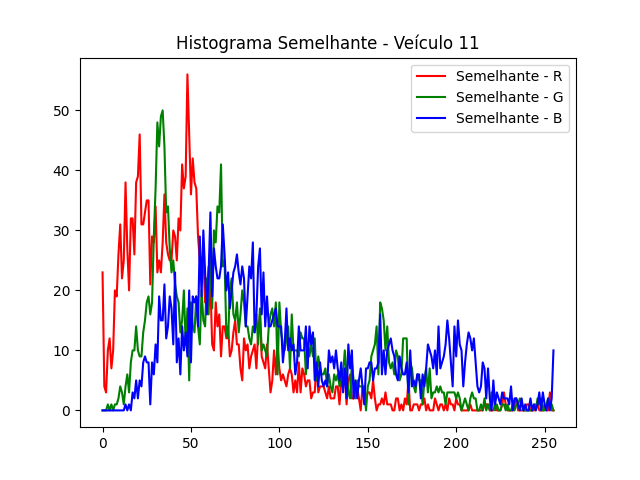 Histograma Semelhante - Veículo 11
Semelhante - R
Semelhante - G
Semelhante - B
50
40
30
20
10
0
0 50 100 150 200 250